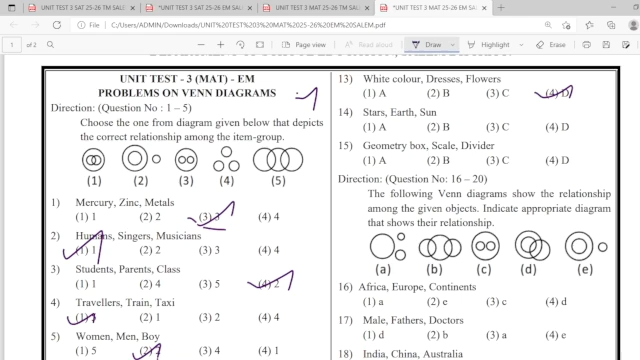 UNIT TEST 3 SAT 25-26 TM SALE
*UNIT TEST 3 SAT 25-26 EM SAL
UNIT TEST 3 MAT 25-26 TM SALE
*UNIT TEST 3 MAT 23-26 EM SAL
File
C:/Users/ADMIN/Downloads/UNIT%20TEST%203%20MAT%2025-26%20EM%20SALEM.pdf
1 of 2
Page view
Read aloud
Add text
Draw
Highlight
Erase
UNIT TEST - 3 (MAT) - EM
PROBLEMS ON VENN DIAGRAMS
Direction: (Question No : 1 – 5)
Choose the one from diagram given below that depicts
the correct relationship among the item-group.
(1) (2) (3) (4) (5)
1) Mercury, Zinc, Metals
(1) 1 (2) 2 (3) 3 (4) 4
2) Humans, Singers, Musicians
(1) 1 (2) 2 (3) 3 (4) 4
3) Students, Parents, Class
(1) 1 (2) 4 (3) 5 (4) 2
4) Travellers, Train, Taxi
(2) 1 (3) 2 (4) 4
5) Women, Men, Boy
(1) 5 (3) 4 (4) 1
13) White colour, Dresses, Flowers
(1) A (2) B (3) C (4) D
14) Stars, Earth, Sun
(1) A (2) B (3) C (4) D
15) Geometry box, Scale, Divider
(1) A (2) B (3) C (4) D
Direction: (Question No: 16 – 20)
The following Venn diagrams show the relationship
among the given objects. Indicate appropriate diagram
that shows their relationship.
(a) (b) (c) (d) (e)
16) Africa, Europe, Continents
(1) a (2) e (3) c (4) d
17) Male, Fathers, Doctors
(1) d (2) b (3) a (4) e
18) India, China, Australia